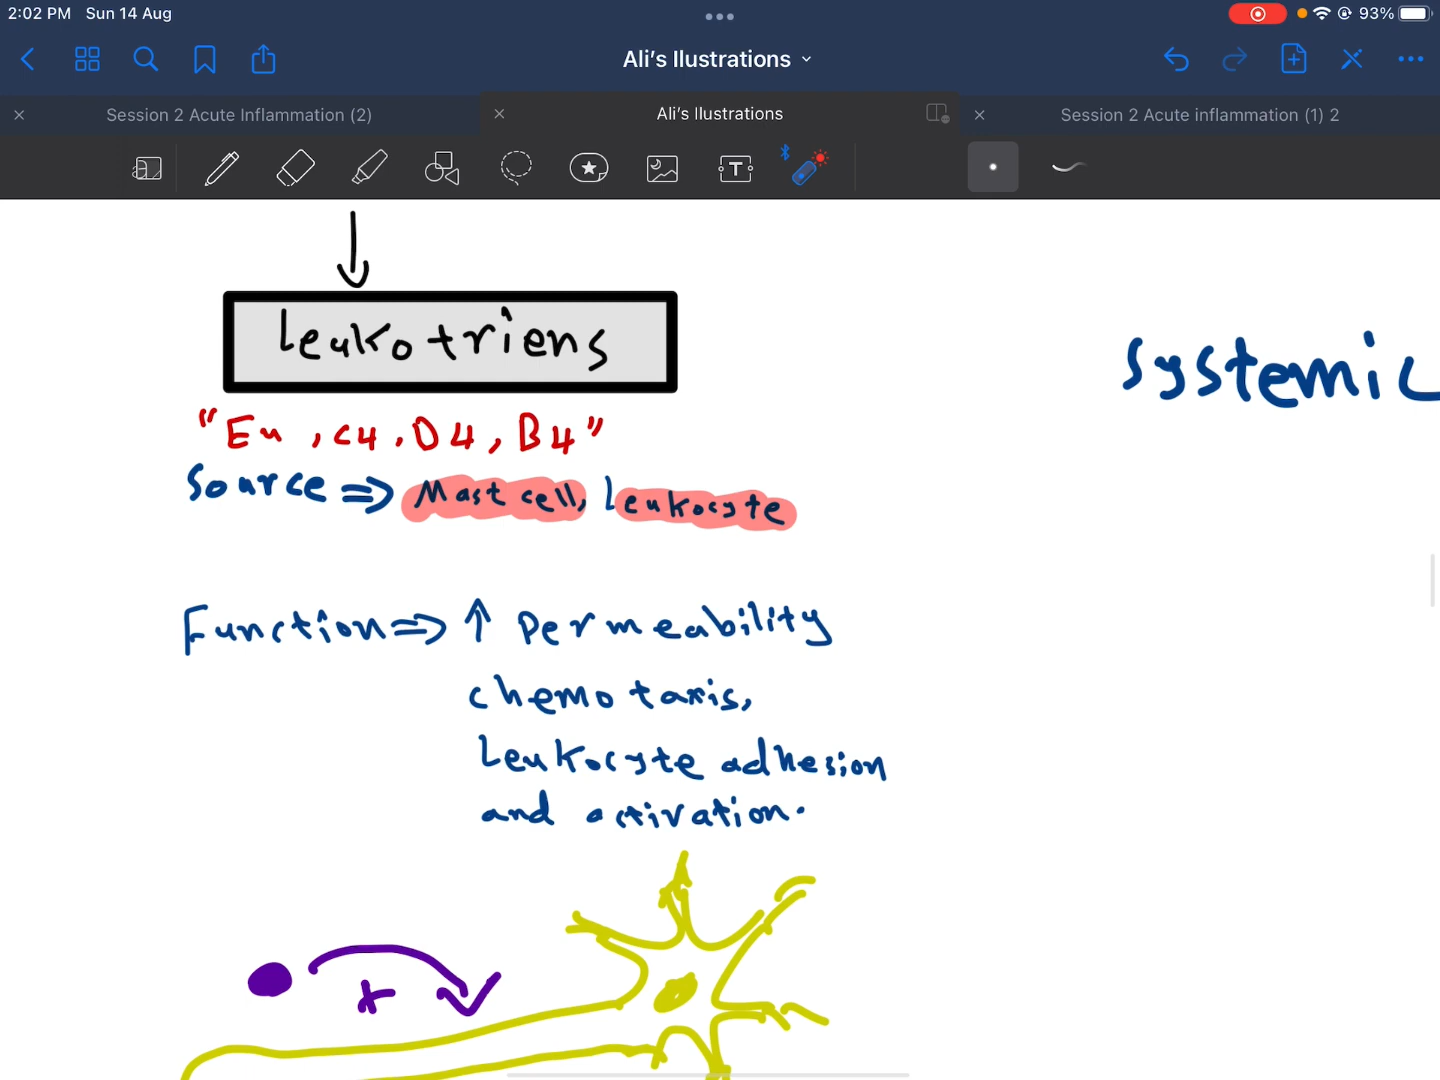 2:02 PM Sun 14 Aug
93%
Ali's Ilustrations
Session 2 Acute Inflammation (2)
Ali's Ilustrations
Session 2 Acute inflammation (1) 2
Leukotriens
systemic
"E4, C4, D4, B4"
Source ⇒ Mast cell, Leukocyte
Function ⇒ ↑ permeability
chemotaxis,
Leukocyte adhesion
and activation.
+